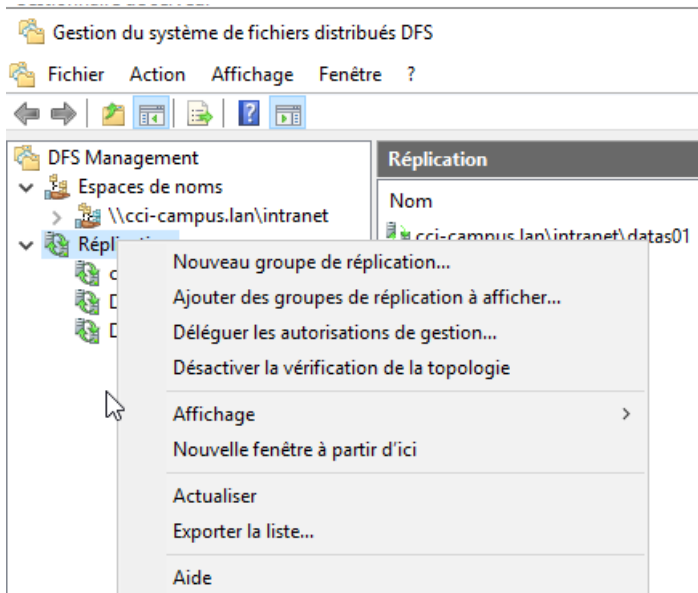 Gestion du système de fichiers distribués DFS
Fichier Action Affichage Fenêtre ?
DFS Management
Espaces de noms
\\cci-campus.lan\intranet
Réplication
Nom
cci-campus.lan\intranet\datas01
Nouveau groupe de réplication...
Ajouter des groupes de réplication à afficher...
Déléguer les autorisations de gestion...
Désactiver la vérification de la topologie
Affichage
Nouvelle fenêtre à partir d'ici
Actualiser
Exporter la liste...
Aide